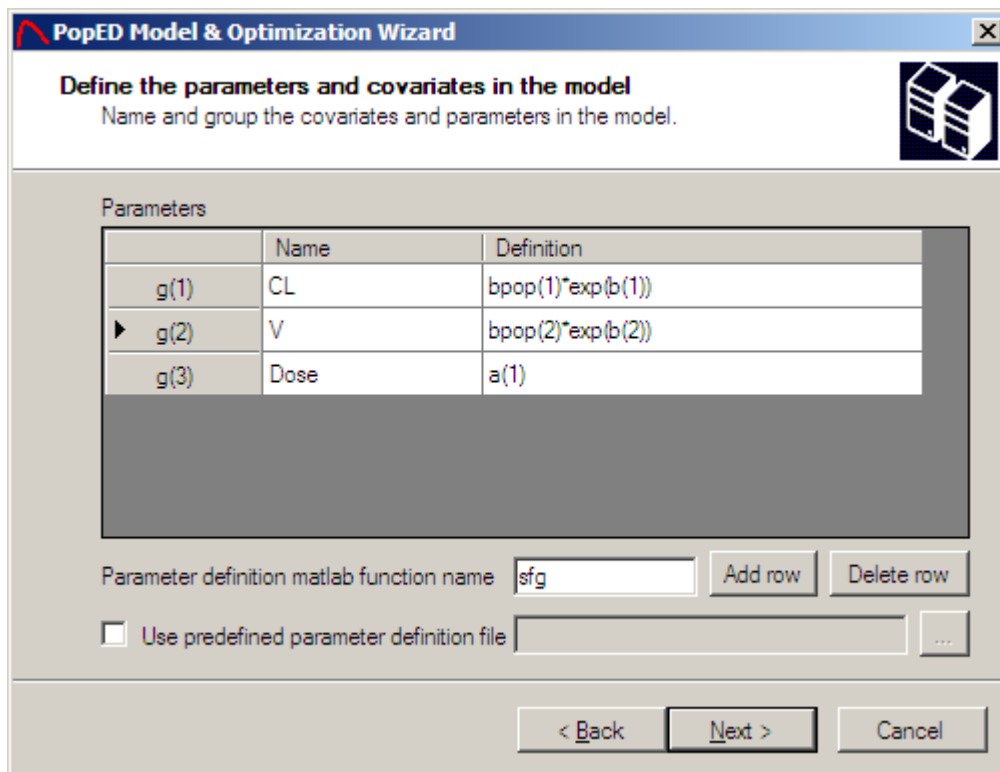 PopED Model & Optimization Wizard
Define the parameters and covariates in the model
Name and group the covariates and parameters in the model.
Parameters
Name Definition
g(1) CL bpop(1)*exp(b(1))
g(2) V bpop(2)*exp(b(2))
g(3) Dose a(1)
Parameter definition matlab function name sfg Add row Delete row
Use predefined parameter definition file ...
< Back Next > Cancel